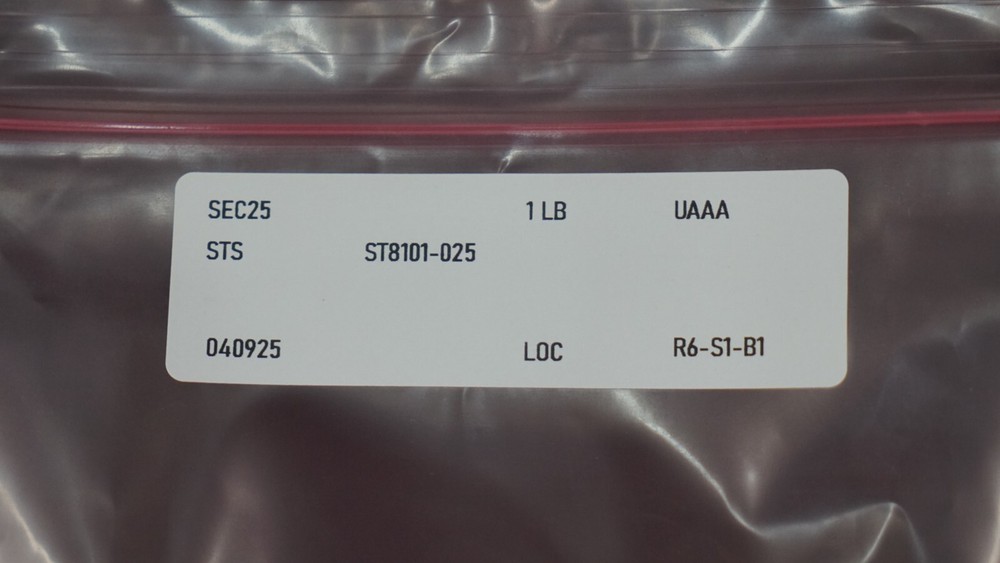 SEC25 1 LB UAAA
STS ST8101-025
040925 LOC R6-S1-B1